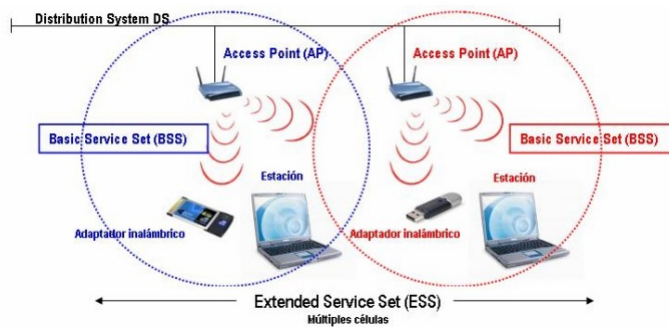 Distribution System DS
Access Point (AP)
Access Point (AP)
Basic Service Set (BSS)
Basic Service Set (BSS)
Estación
Estación
Adaptador inalámbrico
Adaptador inalámbrico
Extended Service Set (ESS)
Múltiples células